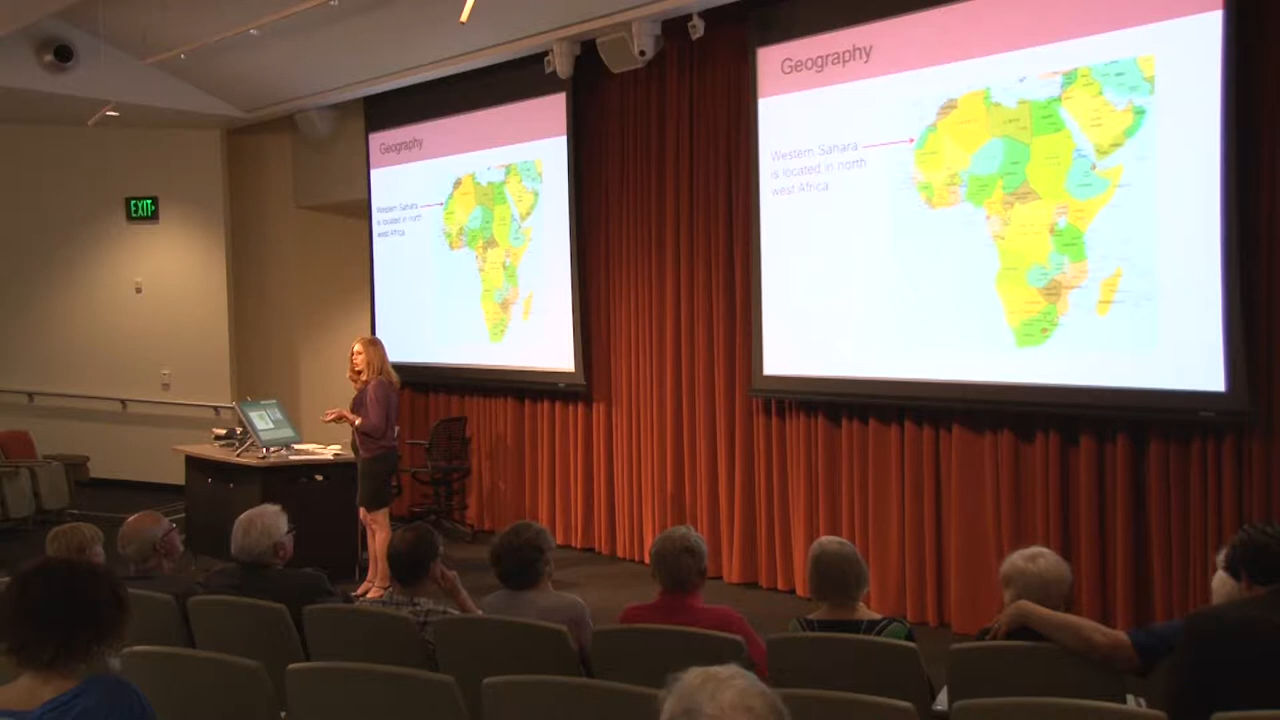 EXIT
Geography
Western Sahara
is located in north
west Africa
Geography
Western Sahara
is located in north
west Africa